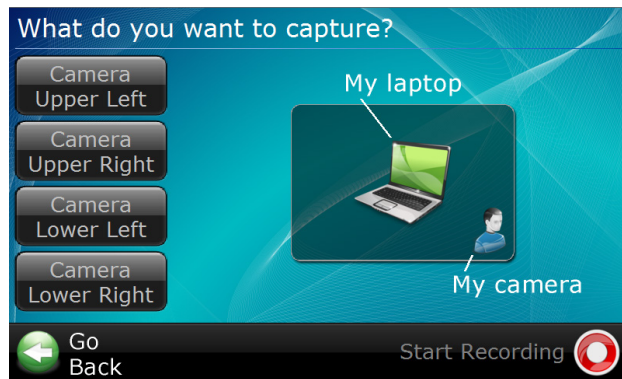 What do you want to capture?
Camera
Upper Left
Camera
Upper Right
Camera
Lower Left
Camera
Lower Right
My laptop
My camera
Go
Back
Start Recording